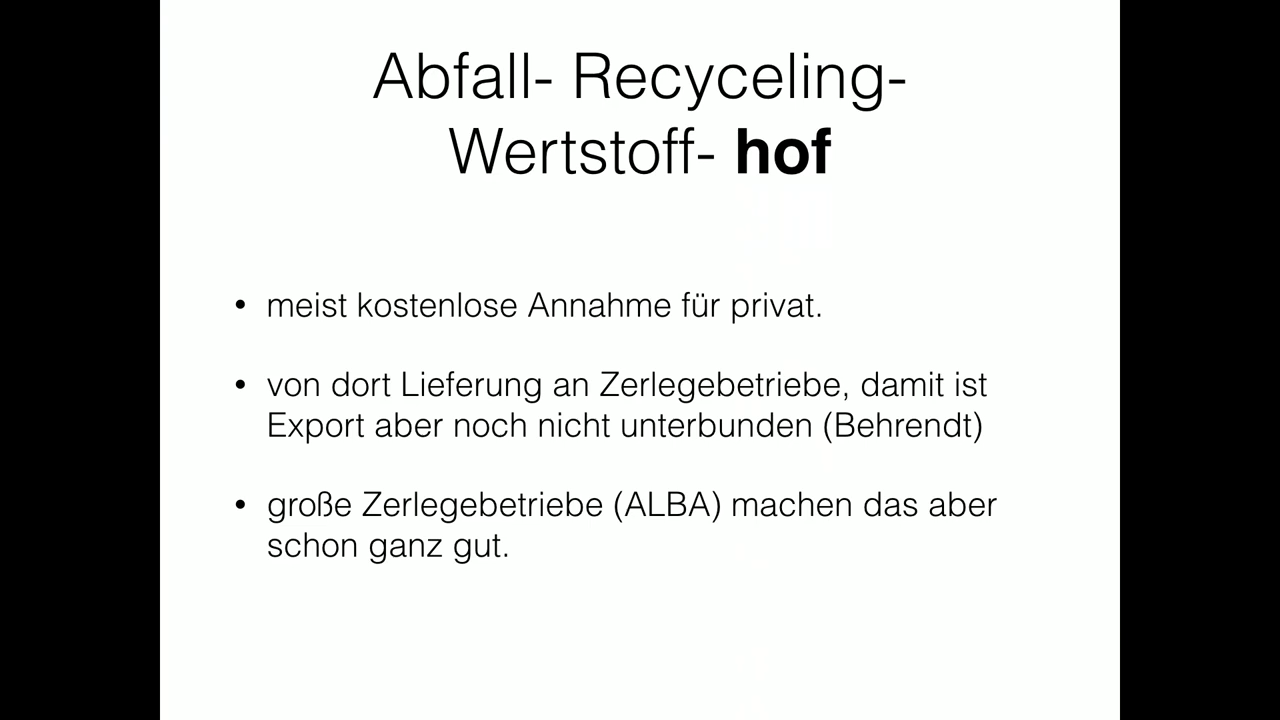 Abfall- Recyceling-
Wertstoff- hof
• meist kostenlose Annahme für privat.
• von dort Lieferung an Zerlegebetriebe, damit ist
Export aber noch nicht unterbunden (Behrendt)
• große Zerlegebetriebe (ALBA) machen das aber
schon ganz gut.